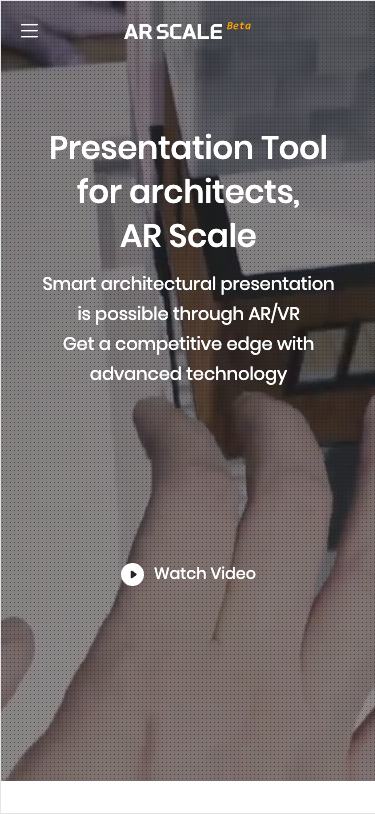 AR SCALE Beta
Presentation Tool
for architects,
AR Scale
Smart architectural presentation
is possible through AR/VR
Get a competitive edge with
advanced technology
Watch Video